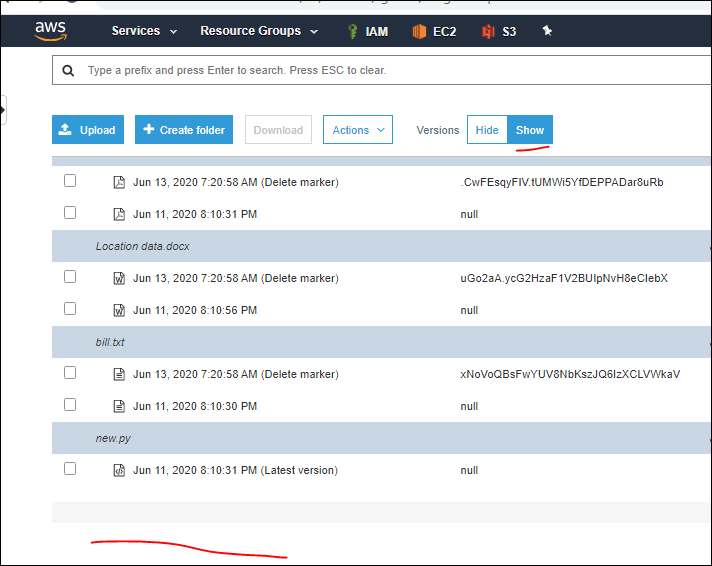 aws Services Resource Groups IAM EC2 S3
Type a prefix and press Enter to search. Press ESC to clear.
Upload Create folder Download Actions Versions Hide Show
Jun 13, 2020 7:20:58 AM (Delete marker) .CwFEsqyFIV.tUMWi5YfDEPPADar8uRb
Jun 11, 2020 8:10:31 PM null
Location data.docx
Jun 13, 2020 7:20:58 AM (Delete marker) uGo2aA.ycG2HzaF1V2BUIpNvH8eCIebX
Jun 11, 2020 8:10:56 PM null
bill.txt
Jun 13, 2020 7:20:58 AM (Delete marker) xNoVoQBsFwYUV8NbKszJQ6IzXCLVWkaV
Jun 11, 2020 8:10:30 PM null
new.py
Jun 11, 2020 8:10:31 PM (Latest version) null